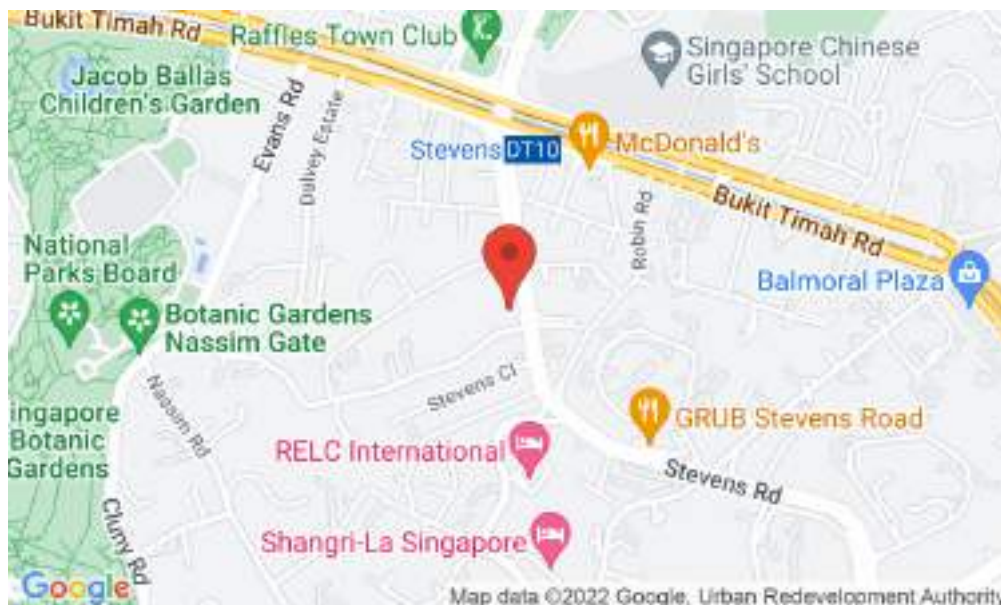 Bukit Timah Rd
Raffles Town Club
Singapore Chinese
Girls' School
Jacob Ballas
Children's Garden
Evans Rd
Dalvey Estate
Stevens DT10
McDonald's
Bukit Timah Rd
Robin Rd
National
Parks Board
Balmoral Plaza
Botanic Gardens
Nassim Gate
Stevens Cl
Nassim Rd
ingapore
Botanic
Gardens
GRUB Stevens Road
RELC International
Stevens Rd
Cluny Rd
Shangri-La Singapore
Google
Map data ©2022 Google, Urban Redevelopment Authority